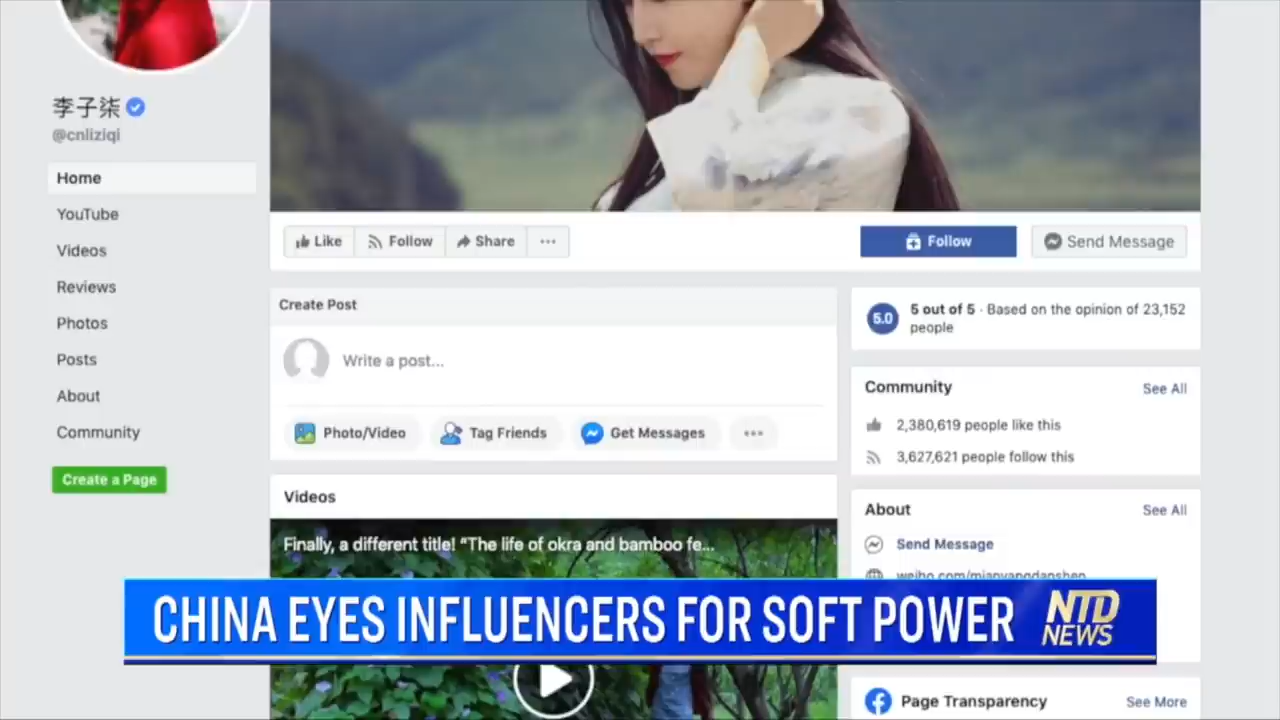 李子柒
@cnliziqi
Home
YouTube
Videos
Reviews
Photos
Posts
About
Community
Create a Page
Like
Follow
Share
Follow
Send Message
Create Post
Write a post...
Photo/Video
Tag Friends
Get Messages
Videos
Finally, a different title! “The life of okra and bamboo fe...
5.0
5 out of 5 · Based on the opinion of 23,152
people
Community
See All
2,380,619 people like this
3,627,621 people follow this
About
See All
Send Message
weibo.com/mianyangdanshen
CHINA EYES INFLUENCERS FOR SOFT POWER
NTD
NEWS
Page Transparency
See More